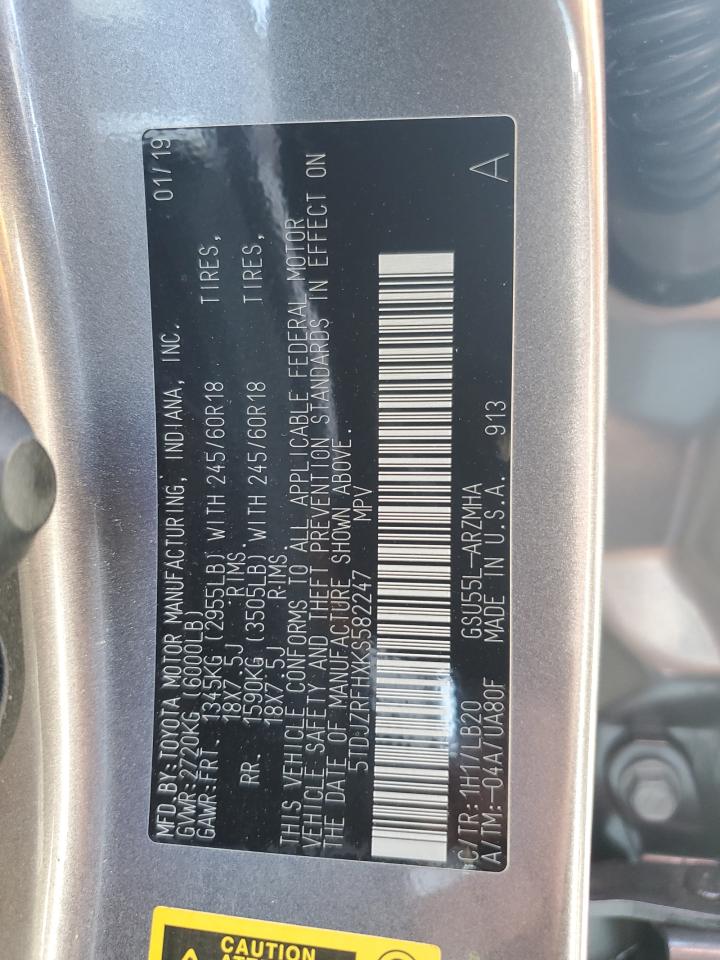 MFD.BY:TOYOTA MOTOR MANUFACTURING, INDIANA, INC. 01/19
GVWR:2720KG (6000LB)
GAWR:FRT. 1345KG (2955LB) WITH 245/60R18 TIRES,
18X7.5J RIMS,
RR. 1590KG (3505LB) WITH 245/60R18 TIRES,
18X7.5J RIMS.
THIS VEHICLE CONFORMS TO ALL APPLICABLE FEDERAL MOTOR
VEHICLE SAFETY AND THEFT PREVENTION STANDARDS IN EFFECT ON
THE DATE OF MANUFACTURE SHOWN ABOVE.
5TDJZRFHXKS582247 MPV
C/TR:1H1/LB20 GSU55L-ARZMHA
A/TM:-04A/UA80F MADE IN U.S.A. 913
A
CAUTION